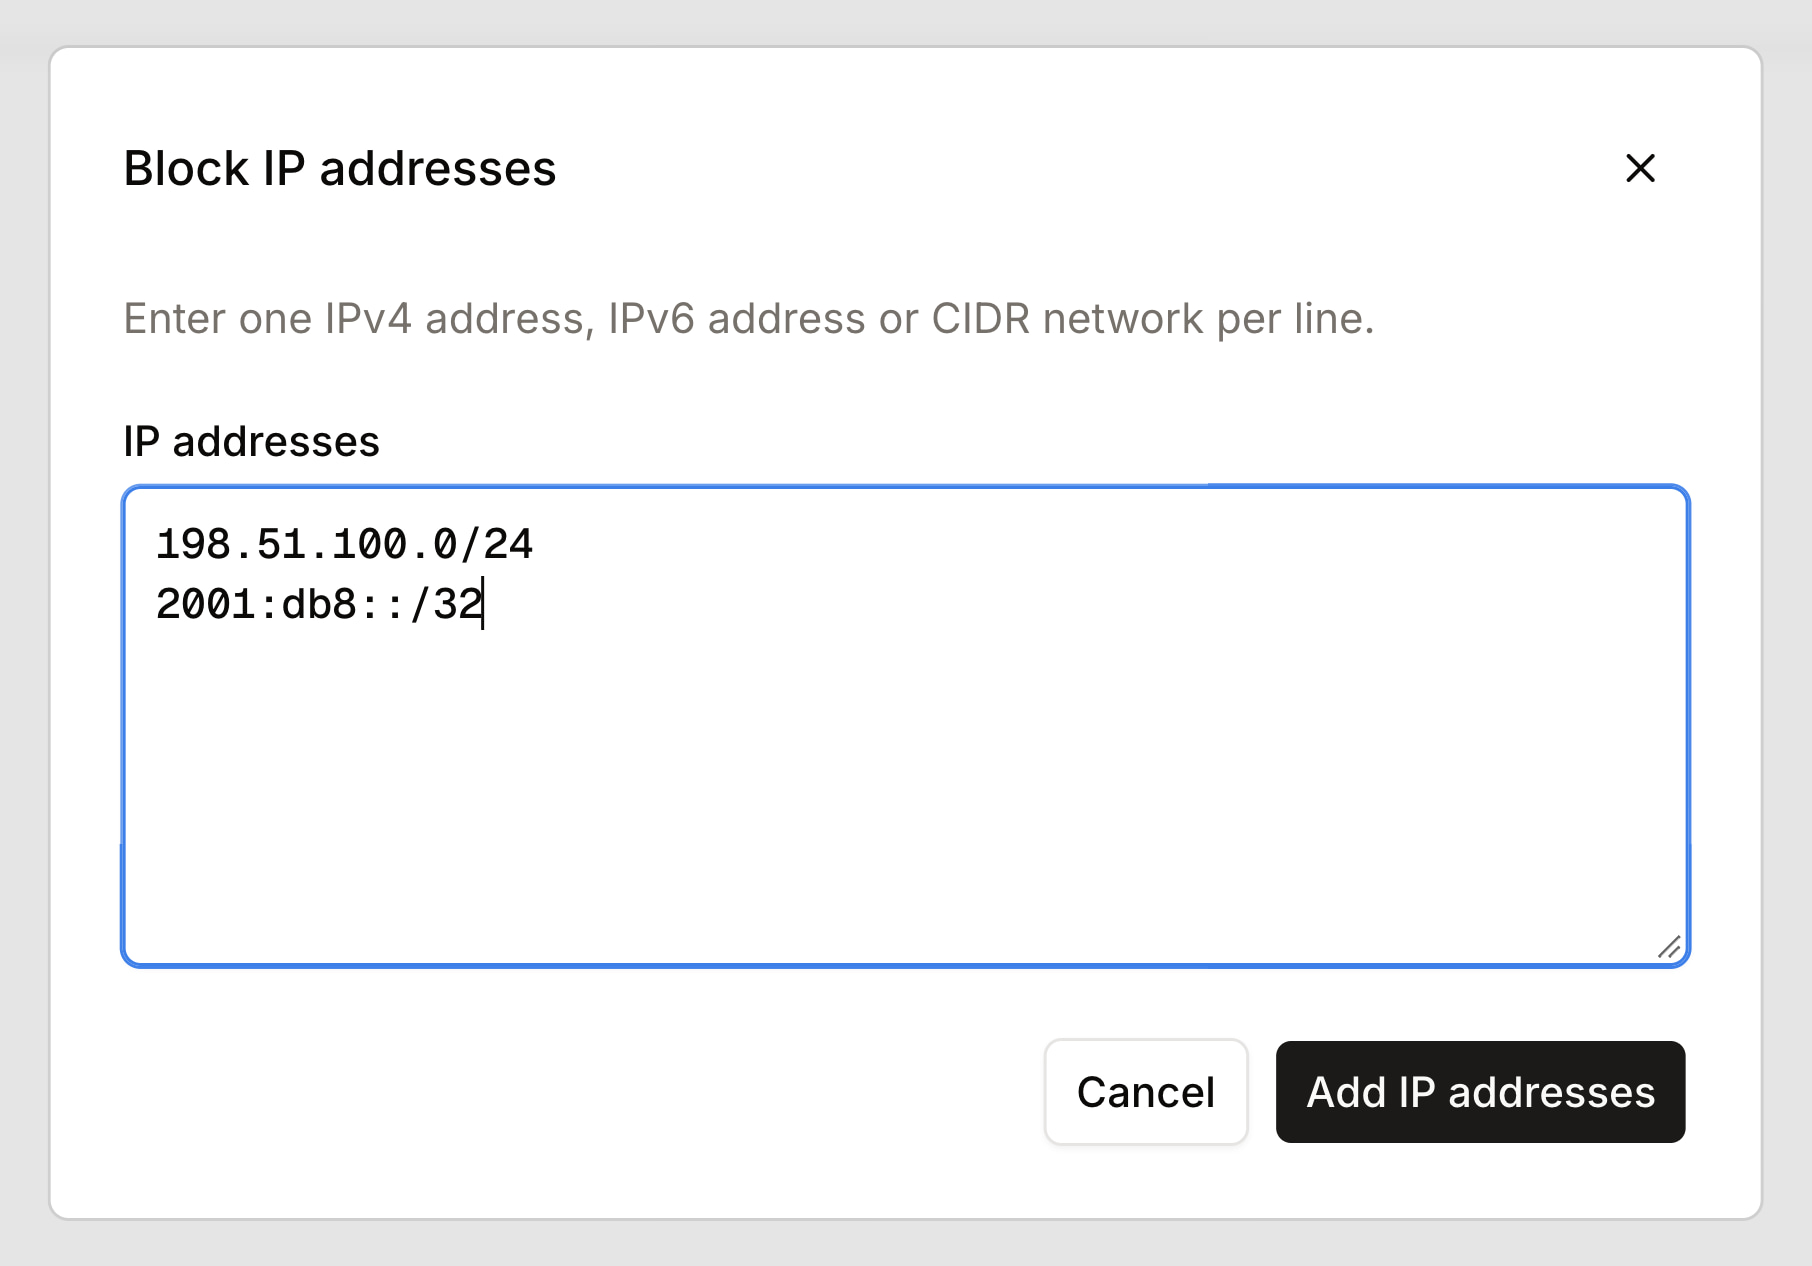 Block IP addresses
Enter one IPv4 address, IPv6 address or CIDR network per line.
IP addresses
198.51.100.0/24
2001:db8::/32
Cancel
Add IP addresses